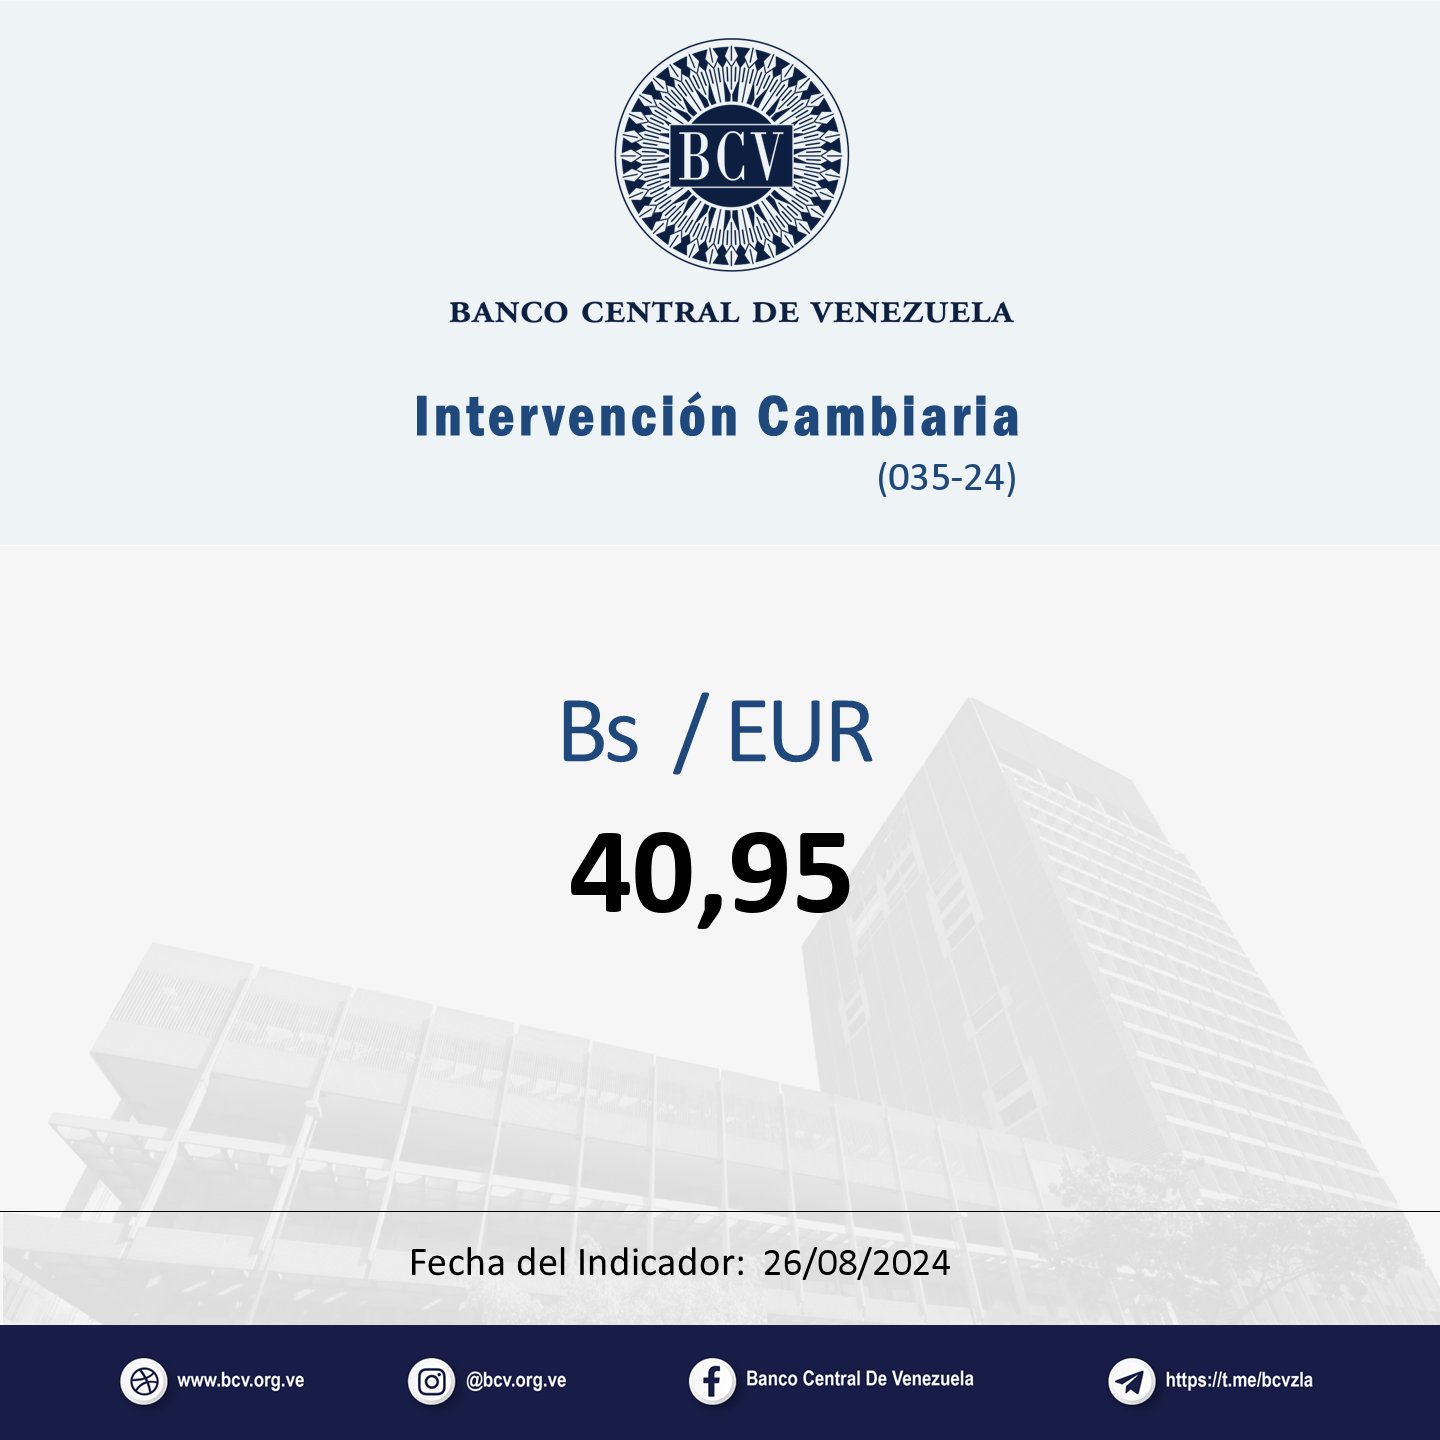 BCV
BANCO CENTRAL DE VENEZUELA
Intervención Cambiaria
(035-24)
Bs / EUR
40,95
Fecha del Indicador: 26/08/2024
www.bcv.org.ve
@bcv.org.ve
Banco Central De Venezuela
https://t.me/bcvzla